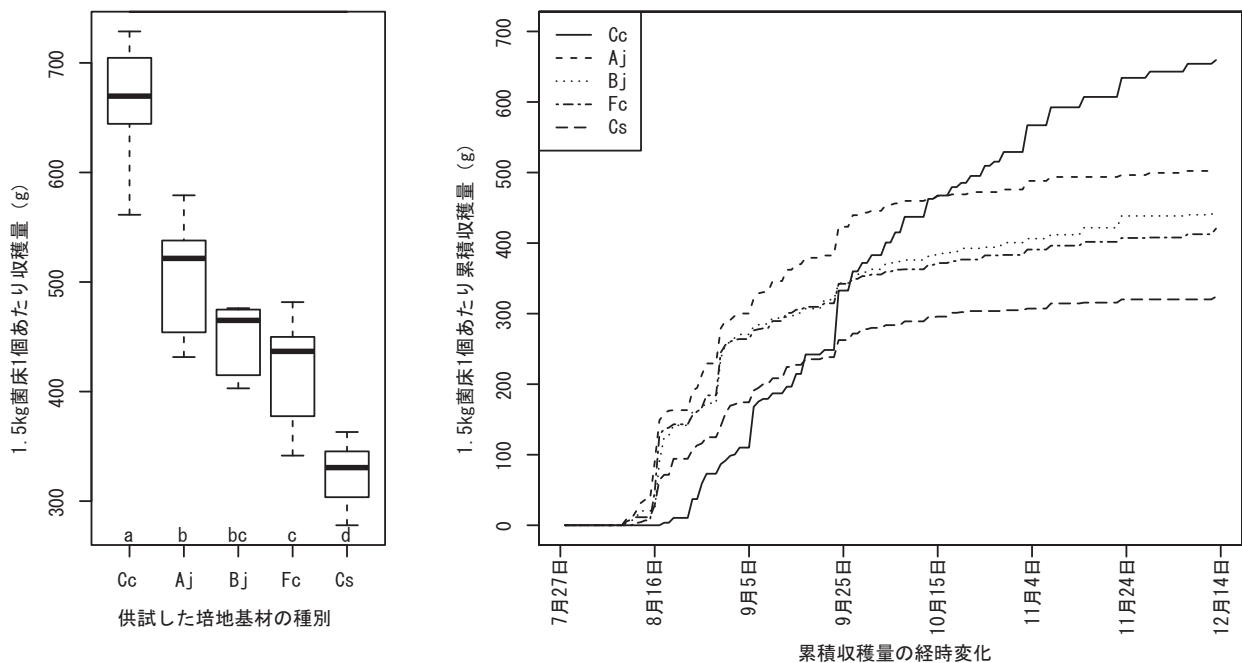 1.5kg菌床1個あたり収穫量 (g)
700
600
500
400
300
a b bc c d
Cc Aj Bj Fc Cs
供試した培地基材の種別
1.5kg菌床1個あたり累積収穫量 (g)
700
600
500
400
300
200
100
0
Cc
Aj
Bj
Fc
Cs
7月27日
8月16日
9月5日
9月25日
10月15日
11月4日
11月24日
12月14日
累積収穫量の経時変化